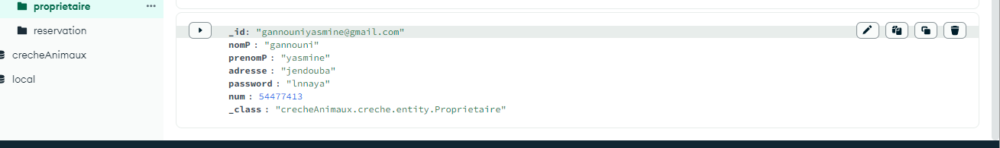 proprietaire
reservation
crecheAnimaux
local
_id: "gannouniyasmine@gmail.com"
nomP : "gannouni"
prenomP : "yasmine"
adresse : "jendouba"
password : "lnnaya"
num : 54477413
_class : "crecheAnimaux.creche.entity.Proprietaire"